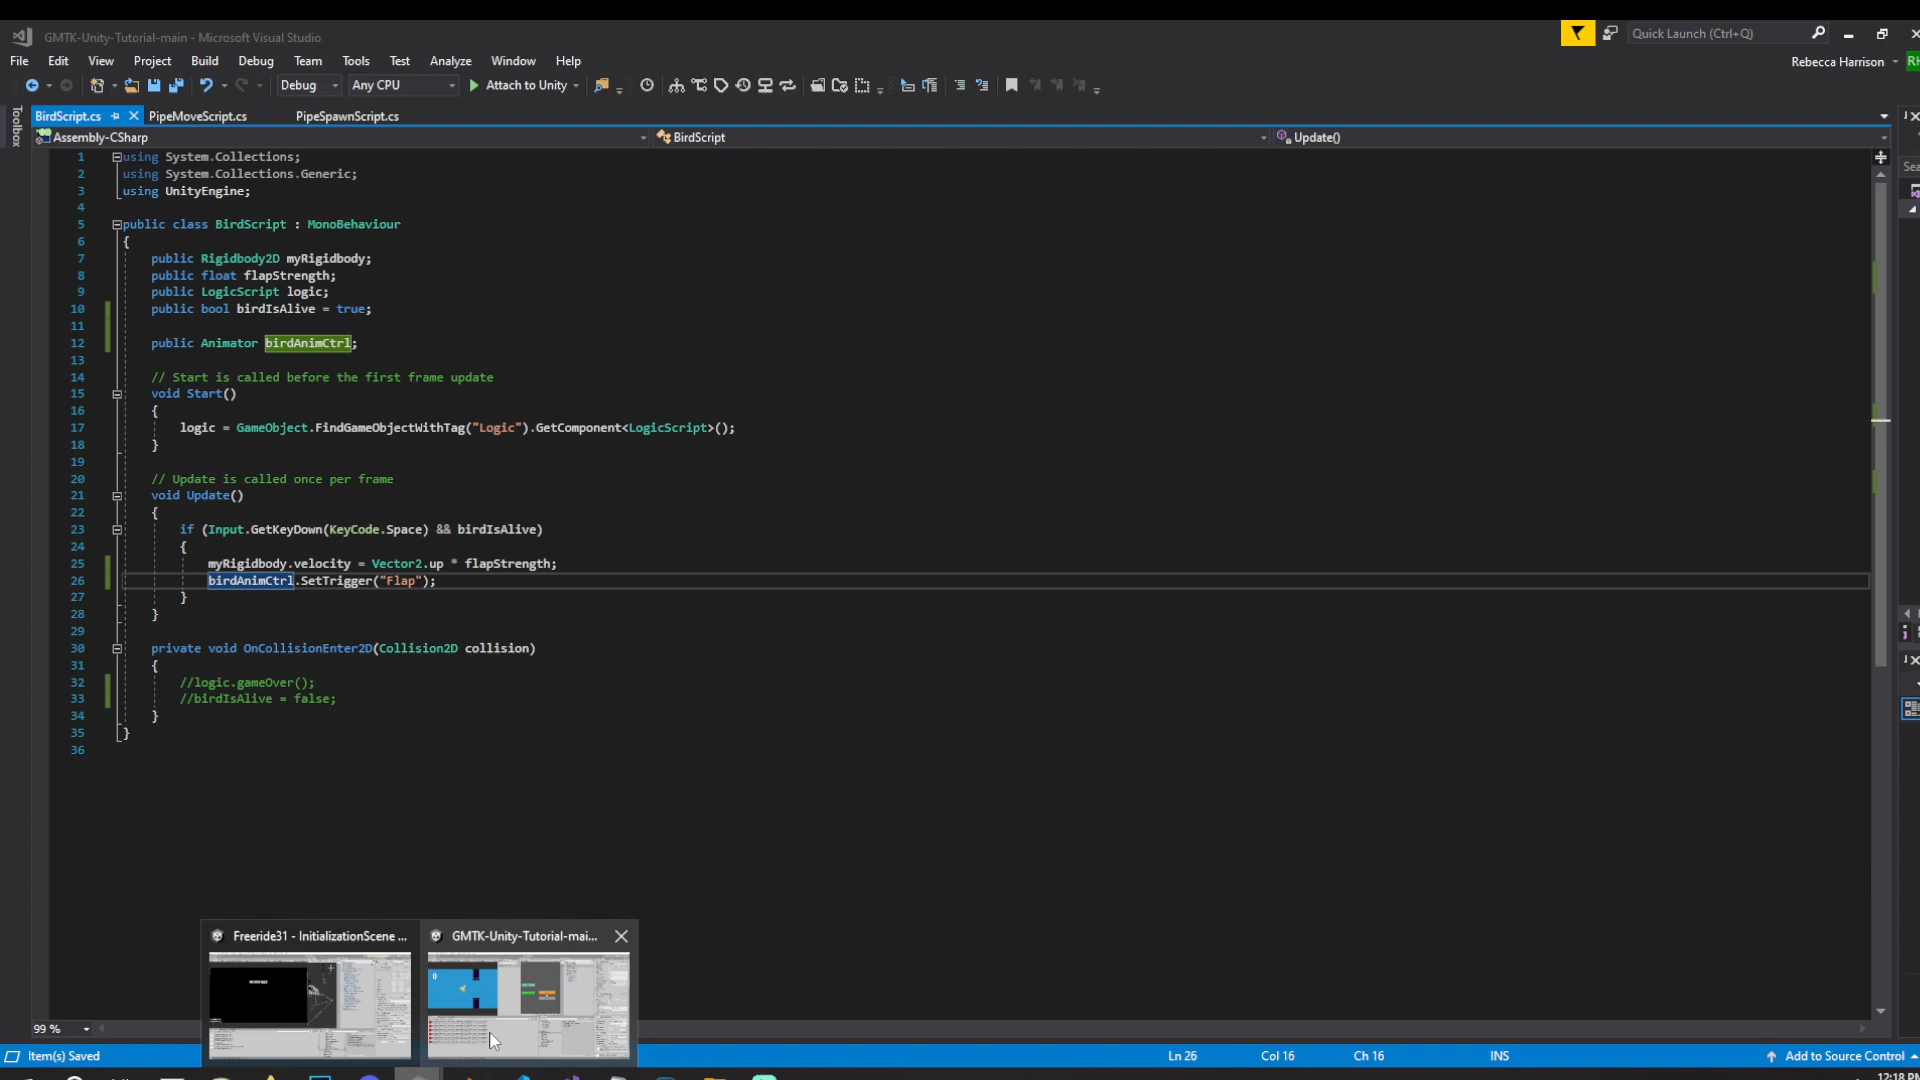 GMTK-Unity-Tutorial-main - Microsoft Visual Studio
Quick Launch (Ctrl+Q)
File Edit View Project Build Debug Team Tools Test Analyze Window Help
Rebecca Harrison
RH
Debug Any CPU Attach to Unity
Toolbox
BirdScript.cs PipeMoveScript.cs PipeSpawnScript.cs
Assembly-CSharp BirdScript Update()
Sea
1 using System.Collections;
2 using System.Collections.Generic;
3 using UnityEngine;
4
5 public class BirdScript : MonoBehaviour
6 {
7 public Rigidbody2D myRigidbody;
8 public float flapStrength;
9 public LogicScript logic;
10 public bool birdIsAlive = true;
11
12 public Animator birdAnimCtrl;
13
14 // Start is called before the first frame update
15 void Start()
16 {
17 logic = GameObject.FindGameObjectWithTag("Logic").GetComponent<LogicScript>();
18 }
19
20 // Update is called once per frame
21 void Update()
22 {
23 if (Input.GetKeyDown(KeyCode.Space) && birdIsAlive)
24 {
25 myRigidbody.velocity = Vector2.up * flapStrength;
26 birdAnimCtrl.SetTrigger("Flap");
27 }
28 }
29
30 private void OnCollisionEnter2D(Collision2D collision)
31 {
32 //logic.gameOver();
33 //birdIsAlive = false;
34 }
35 }
36
Freeride31 - InitializationScene ... GMTK-Unity-Tutorial-mai...
0
99 %
Item(s) Saved Ln 26 Col 16 Ch 16 INS Add to Source Control
12:18 PM